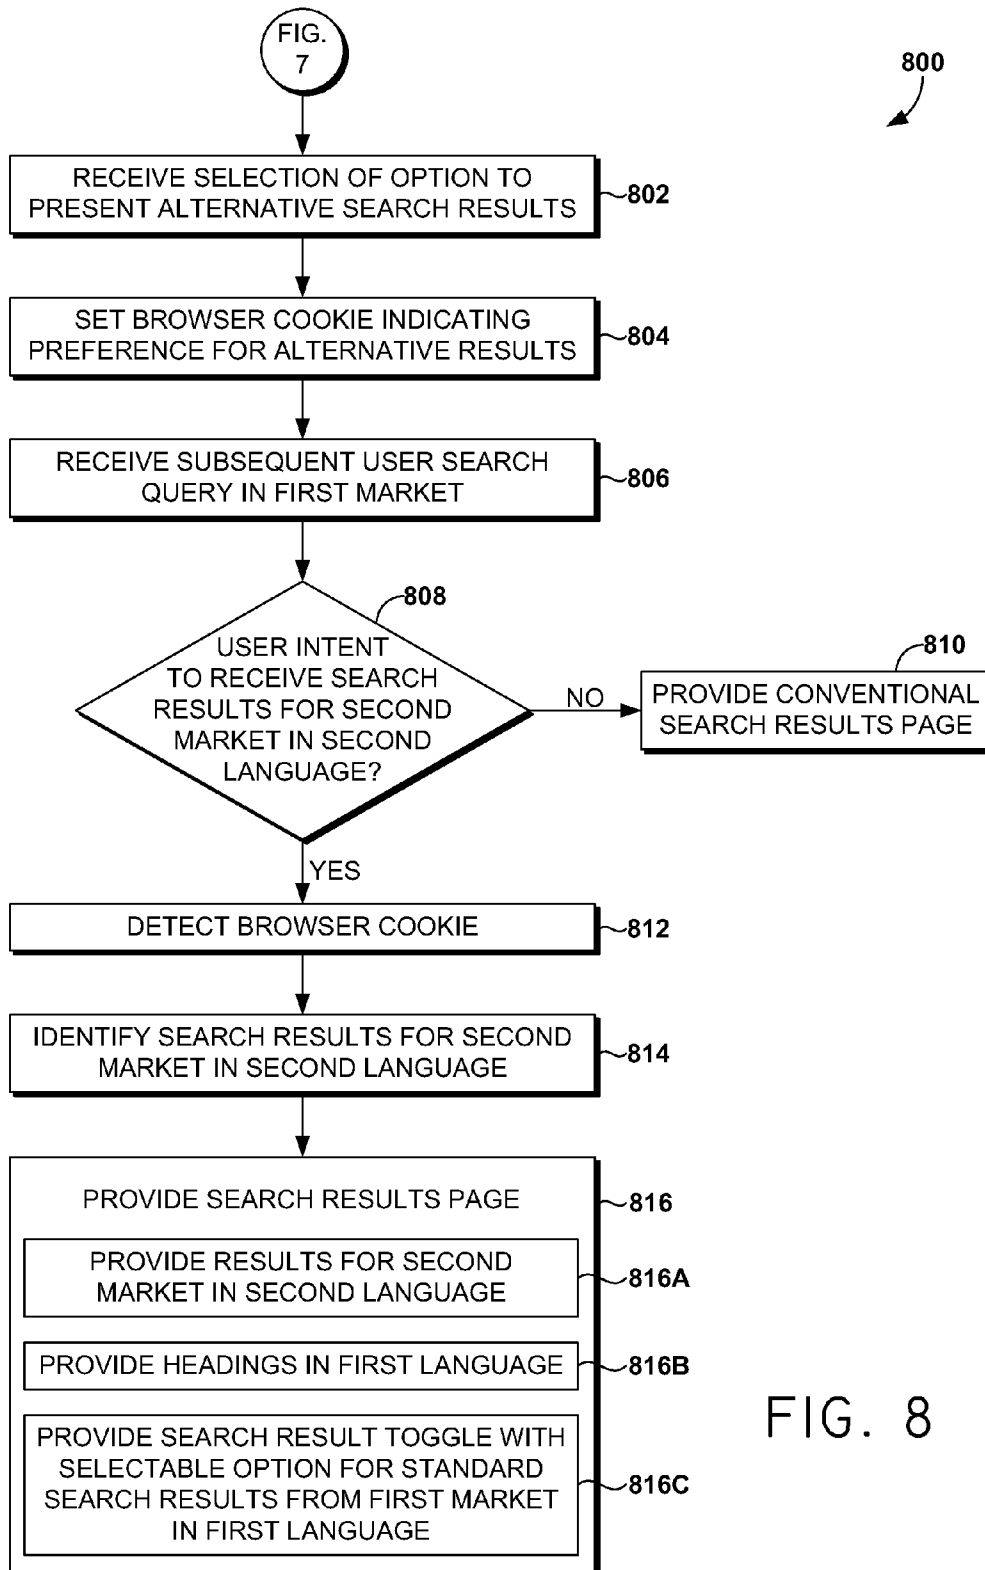 FIG.
7
800
RECEIVE SELECTION OF OPTION TO
PRESENT ALTERNATIVE SEARCH RESULTS
802
SET BROWSER COOKIE INDICATING
PREFERENCE FOR ALTERNATIVE RESULTS
804
RECEIVE SUBSEQUENT USER SEARCH
QUERY IN FIRST MARKET
806
808
USER INTENT
TO RECEIVE SEARCH
RESULTS FOR SECOND
MARKET IN SECOND
LANGUAGE?
NO
810
PROVIDE CONVENTIONAL
SEARCH RESULTS PAGE
YES
DETECT BROWSER COOKIE
812
IDENTIFY SEARCH RESULTS FOR SECOND
MARKET IN SECOND LANGUAGE
814
PROVIDE SEARCH RESULTS PAGE
816
PROVIDE RESULTS FOR SECOND
MARKET IN SECOND LANGUAGE
816A
PROVIDE HEADINGS IN FIRST LANGUAGE
816B
PROVIDE SEARCH RESULT TOGGLE WITH
SELECTABLE OPTION FOR STANDARD
SEARCH RESULTS FROM FIRST MARKET
IN FIRST LANGUAGE
816C
FIG. 8